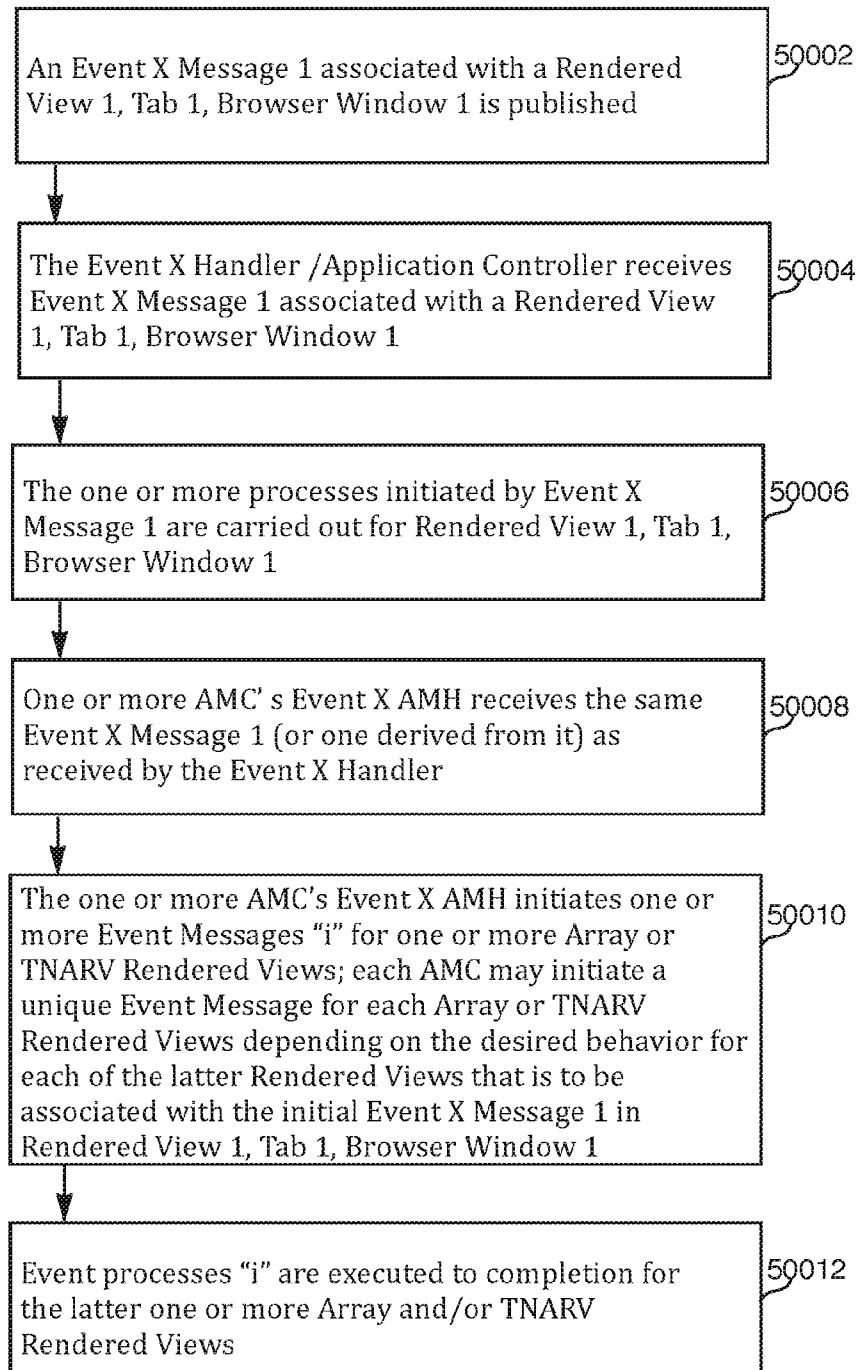 An Event X Message 1 associated with a Rendered
View 1, Tab 1, Browser Window 1 is published
50002
The Event X Handler /Application Controller receives
Event X Message 1 associated with a Rendered View
1, Tab 1, Browser Window 1
50004
The one or more processes initiated by Event X
Message 1 are carried out for Rendered View 1, Tab 1,
Browser Window 1
50006
One or more AMC' s Event X AMH receives the same
Event X Message 1 (or one derived from it) as
received by the Event X Handler
50008
The one or more AMC's Event X AMH initiates one or
more Event Messages “i” for one or more Array or
TNARV Rendered Views; each AMC may initiate a
unique Event Message for each Array or TNARV
Rendered Views depending on the desired behavior for
each of the latter Rendered Views that is to be
associated with the initial Event X Message 1 in
Rendered View 1, Tab 1, Browser Window 1
50010
Event processes “i” are executed to completion for
the latter one or more Array and/or TNARV
Rendered Views
50012